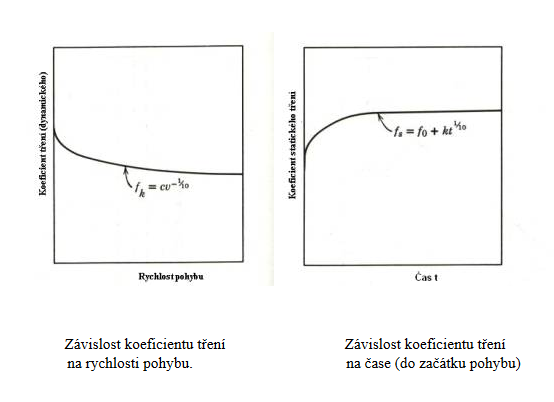 Koeficient tření (dynamického)
f_k = cv^{-1/10}
Rychlost pohybu
Koeficient statického tření
f_s = f_0 + kt^{1/10}
Čas t
Závislost koeficientu tření
na rychlosti pohybu.
Závislost koeficientu tření
na čase (do začátku pohybu)